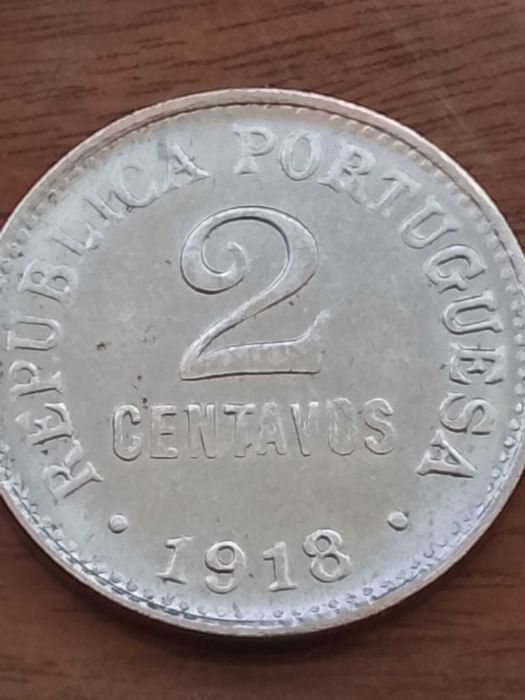 REPUBLICA PORTUGUESA
2
CENTAVOS
• 1918 •